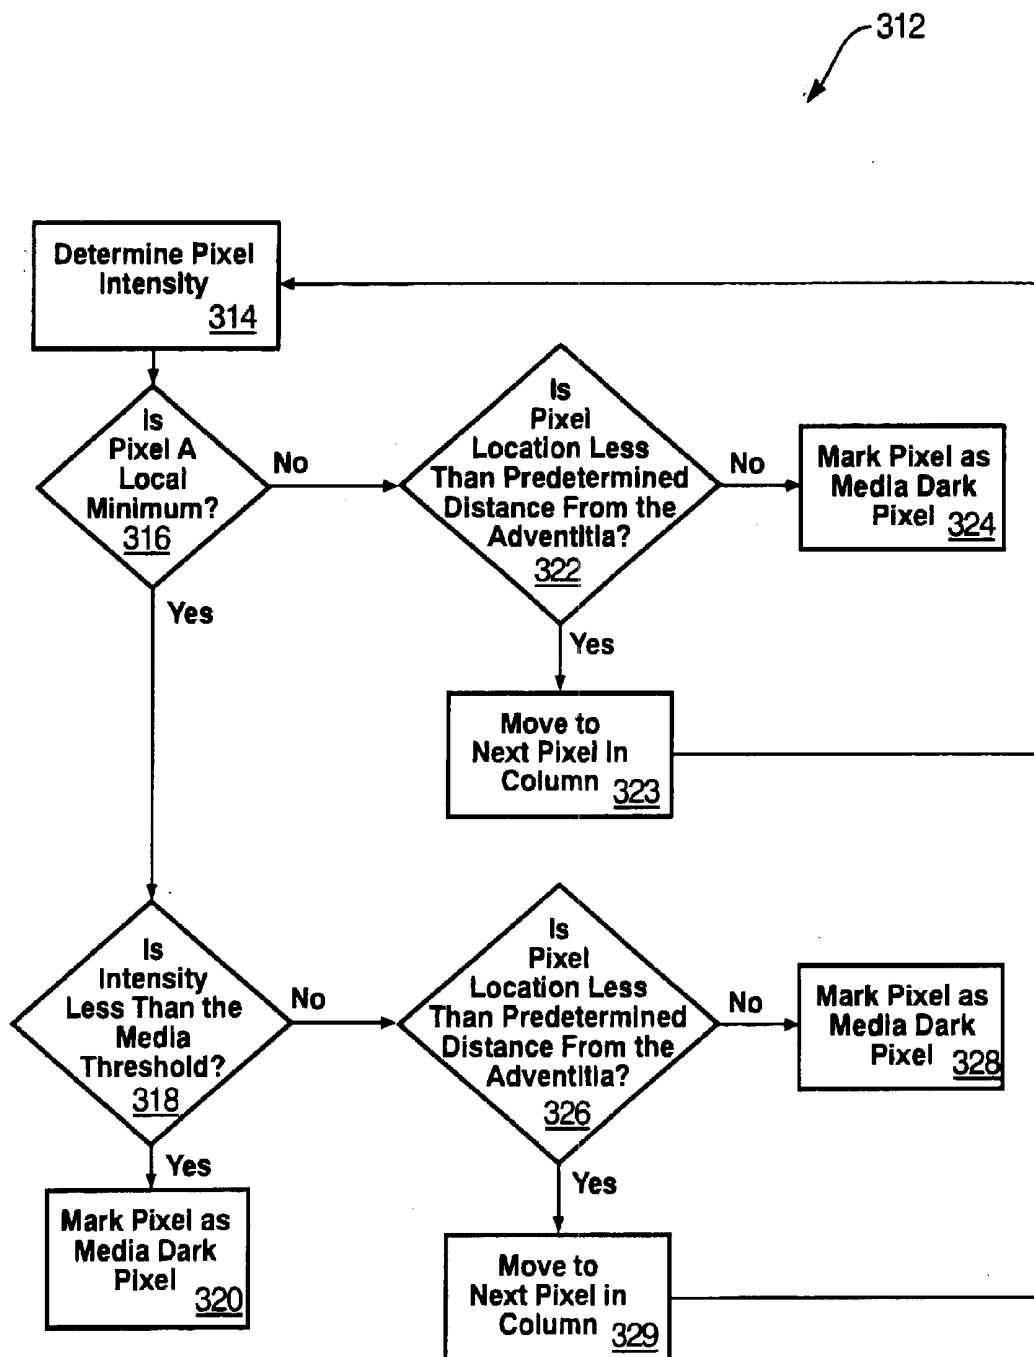 312
Determine Pixel
Intensity
314
Is
Pixel A
Local
Minimum?
316
No
Yes
Is
Pixel
Location Less
Than Predetermined
Distance From the
Adventitia?
322
No
Yes
Mark Pixel as
Media Dark
Pixel
324
Move to
Next Pixel in
Column
323
Is
Intensity
Less Than the
Media
Threshold?
318
No
Yes
Is
Pixel
Location Less
Than Predetermined
Distance From the
Adventitia?
326
No
Yes
Mark Pixel as
Media Dark
Pixel
328
Mark Pixel as
Media Dark
Pixel
320
Move to
Next Pixel in
Column
329